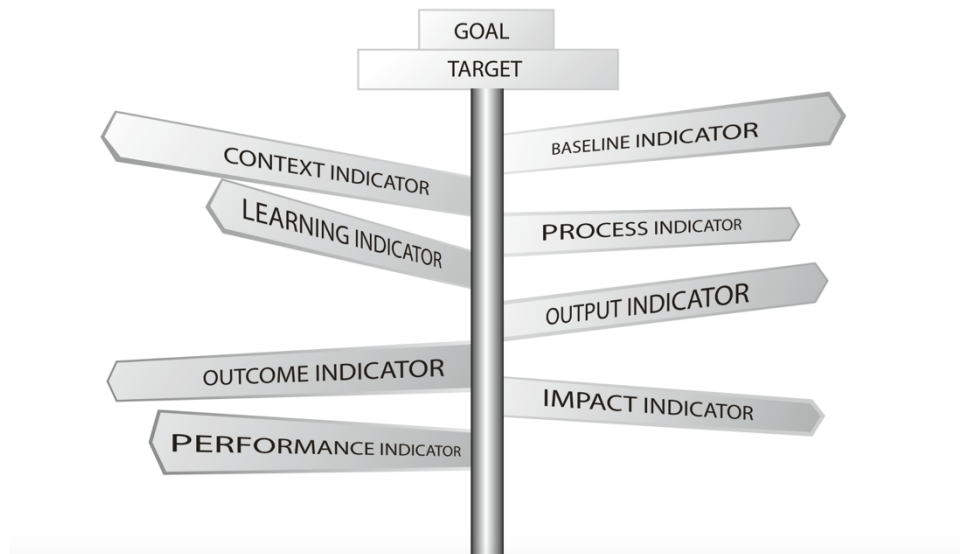 GOAL
TARGET
CONTEXT INDICATOR
BASELINE INDICATOR
LEARNING INDICATOR
PROCESS INDICATOR
OUTPUT INDICATOR
OUTCOME INDICATOR
IMPACT INDICATOR
PERFORMANCE INDICATOR